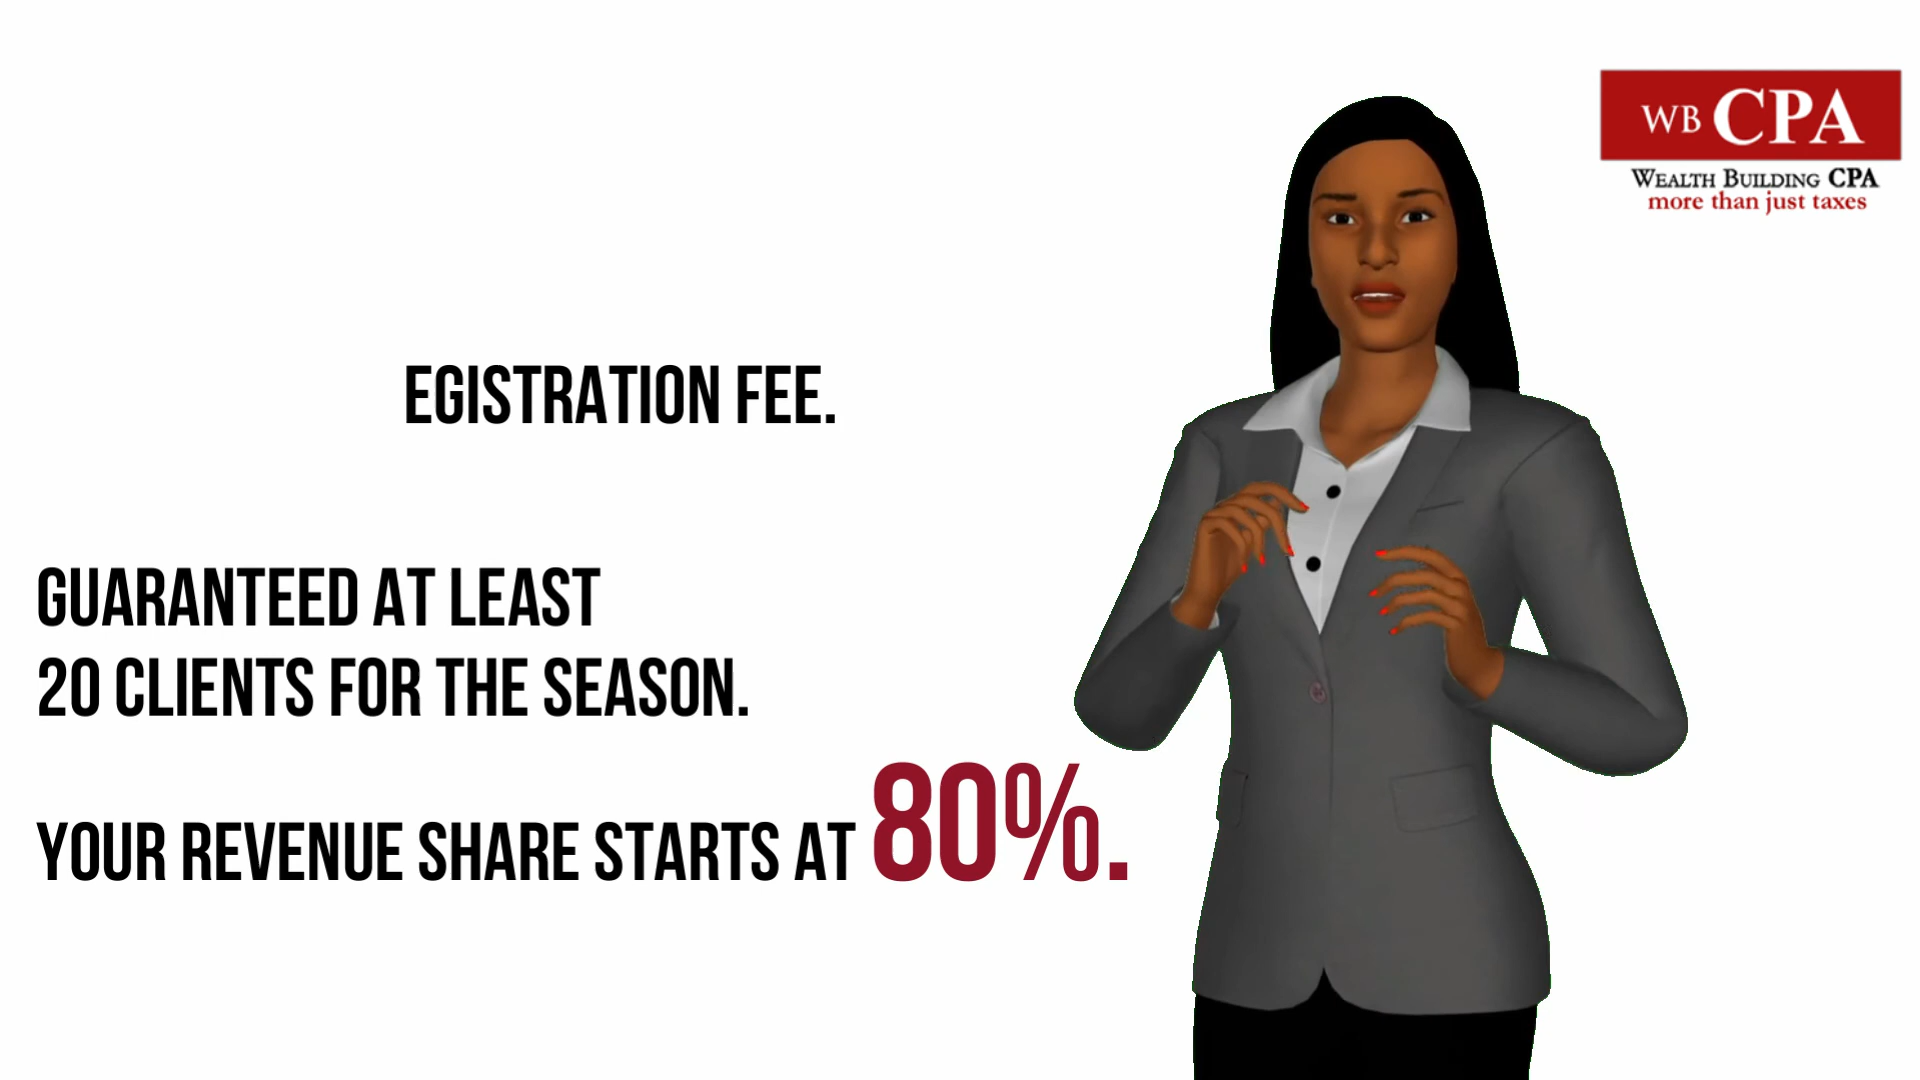 WB CPA
WEALTH BUILDING CPA
more than just taxes
EGISTRATION FEE.
GUARANTEED AT LEAST
20 CLIENTS FOR THE SEASON.
YOUR REVENUE SHARE STARTS AT 80%.